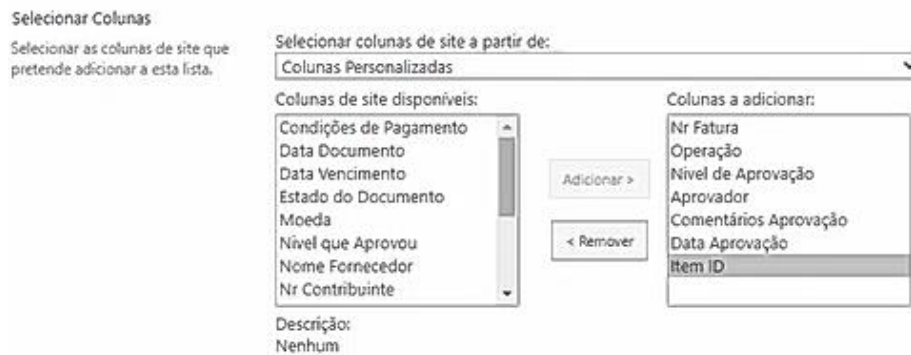 Selecionar Colunas
Selecionar as colunas de site que
pretende adicionar a esta lista.
Selecionar colunas de site a partir de:
Colunas Personalizadas
Colunas de site disponíveis:
Condições de Pagamento
Data Documento
Data Vencimento
Estado do Documento
Moeda
Nivel que Aprovou
Nome Fornecedor
Nr Contribuinte
Adicionar >
< Remover
Colunas a adicionar:
Nr Fatura
Operação
Nivel de Aprovação
Aprovador
Comentários Aprovação
Data Aprovação
Item ID
Descrição:
Nenhum